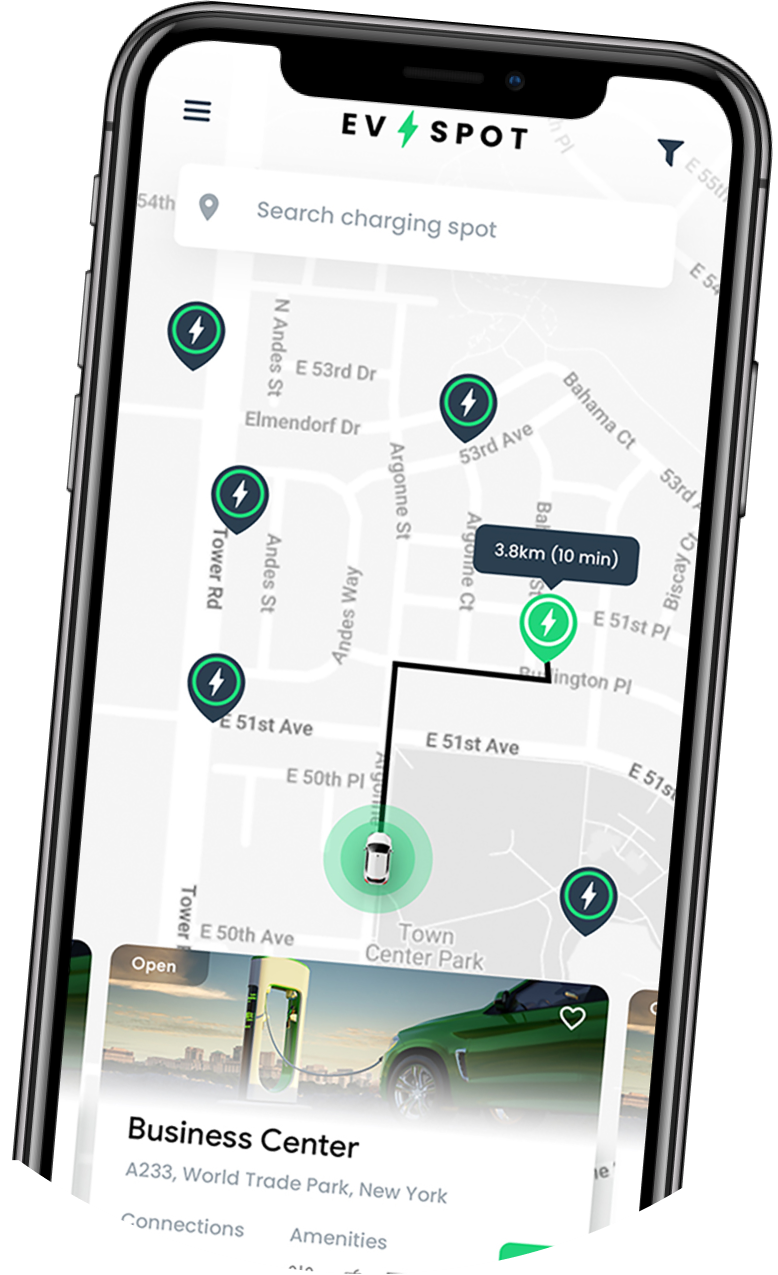 EV SPOT
E 55th
54th
Search charging spot
E 54
N Andes St
E 53rd Dr
Elmendorf Dr
53rd Ave
Bahama Ct
53rd A
Argonne St
Argonne Ct
3.8km (10 min)
Tower Rd
Andes St
Andes Way
St
Biscay Ct
E 51st Pl
Burlington Pl
E 51st Ave
E 51st Ave
E 51st
E 50th Pl
Argonne
Tower
E 50th Ave
Town
Center Park
Open
Business Center
A233, World Trade Park, New York
Connections
Amenities